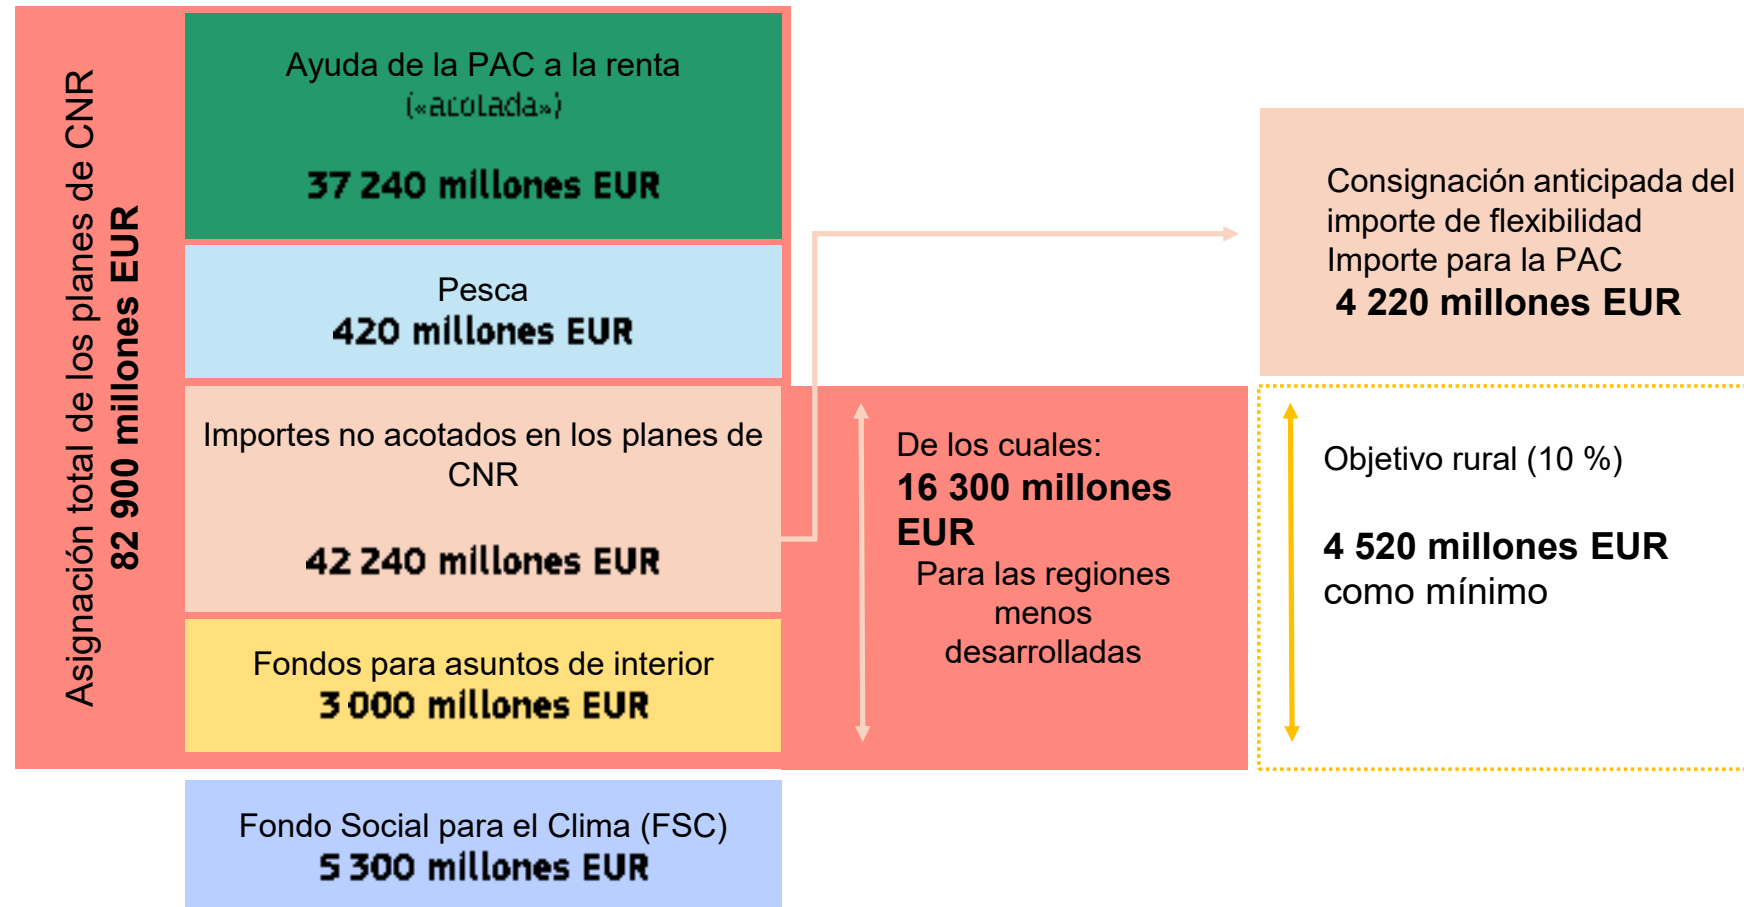 Asignación total de los planes de CNR
82 900 millones EUR
Ayuda de la PAC a la renta
(«acotada»)
37 240 millones EUR
Pesca
420 millones EUR
Importes no acotados en los planes de
CNR
42 240 millones EUR
Fondos para asuntos de interior
3 000 millones EUR
Fondo Social para el Clima (FSC)
5 300 millones EUR
De los cuales:
16 300 millones
EUR
Para las regiones
menos
desarrolladas
Consignación anticipada del
importe de flexibilidad
Importe para la PAC
4 220 millones EUR
Objetivo rural (10 %)
4 520 millones EUR
como mínimo